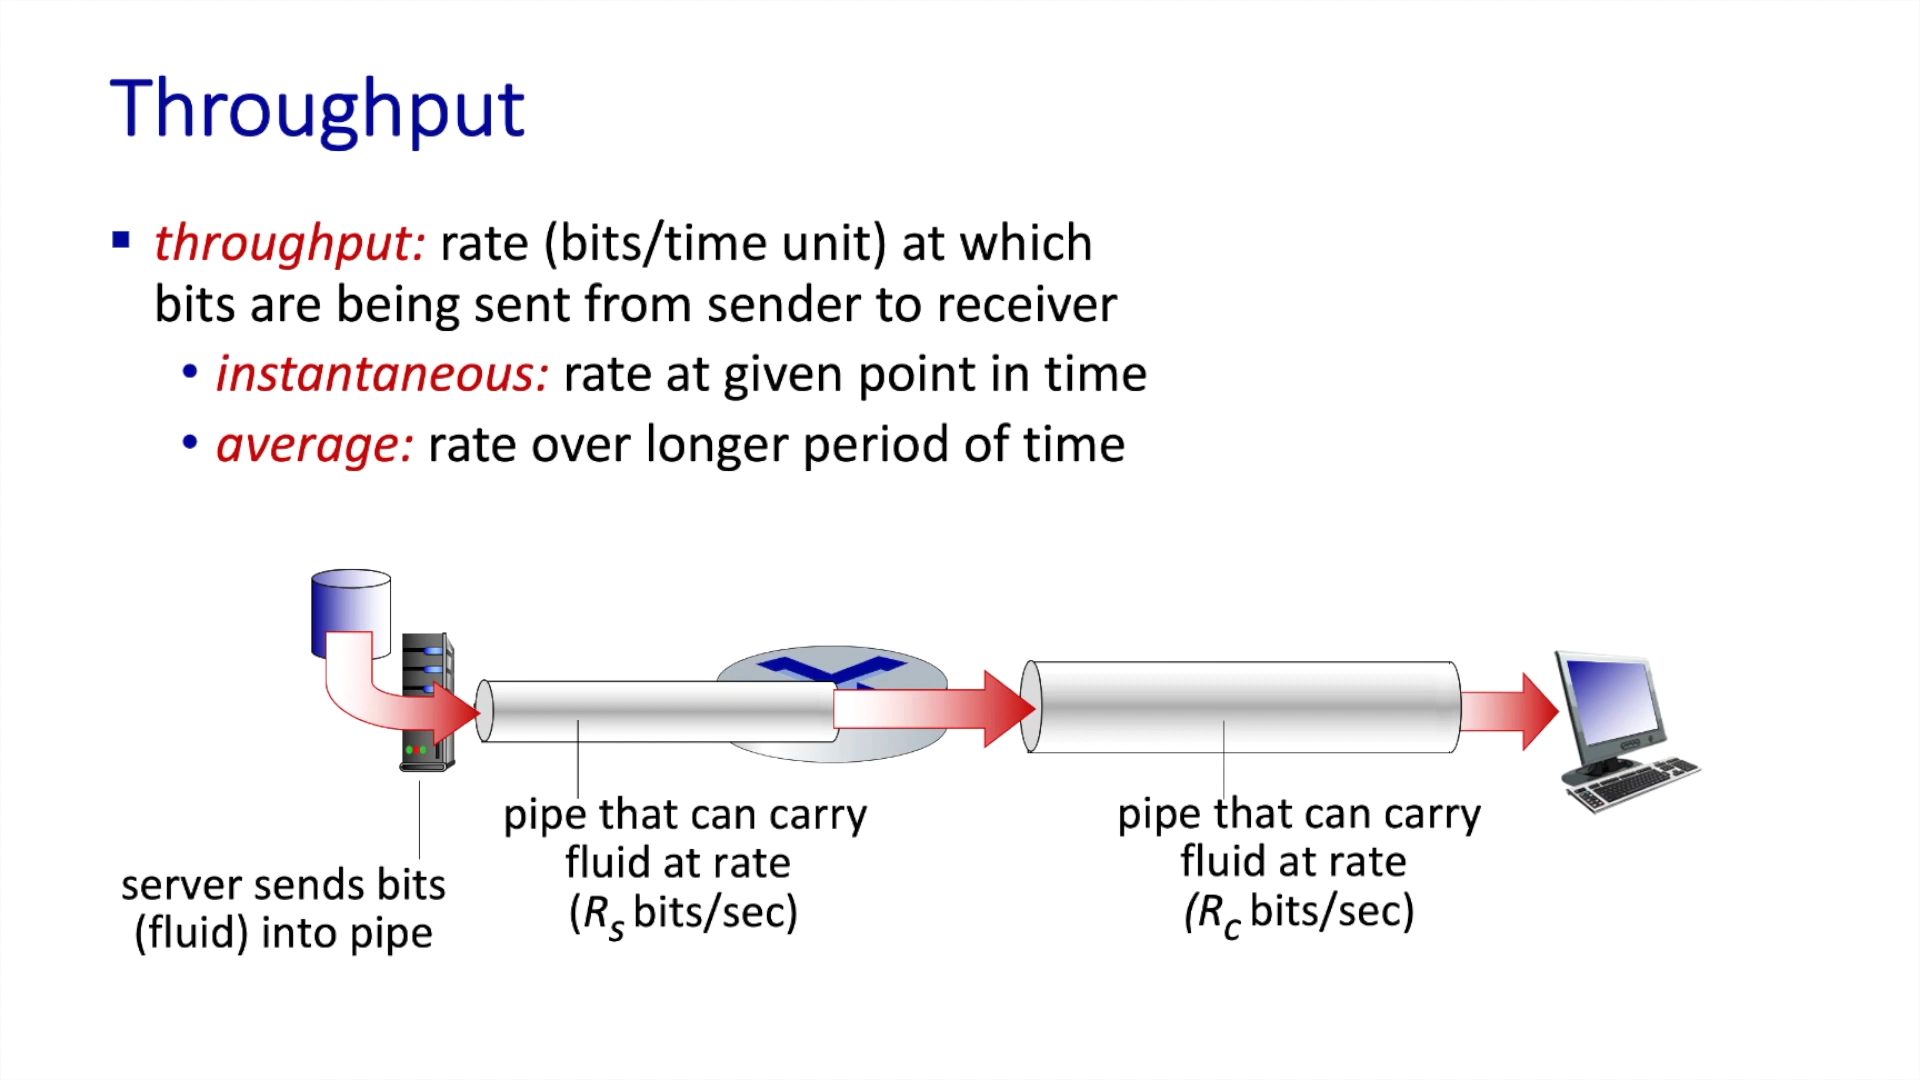 Throughput
▪ throughput: rate (bits/time unit) at which
bits are being sent from sender to receiver
• instantaneous: rate at given point in time
• average: rate over longer period of time
server sends bits
(fluid) into pipe
pipe that can carry
fluid at rate
(Rs bits/sec)
pipe that can carry
fluid at rate
(Rc bits/sec)